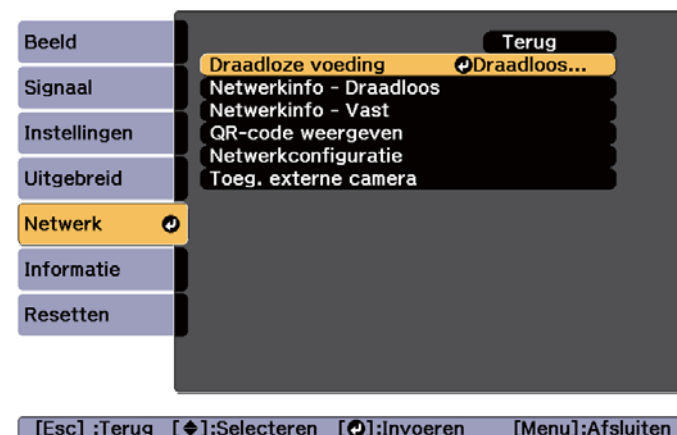 Beeld
Signaal
Instellingen
Uitgebreid
Netwerk
Informatie
Resetten
Terug
Draadloze voeding Draadloos...
Netwerkinfo - Draadloos
Netwerkinfo - Vast
QR-code weergeven
Netwerkconfiguratie
Toeg. externe camera
[Esc] :Terug [◆]:Selecteren [↵]:Invoeren [Menu]:Afsluiten